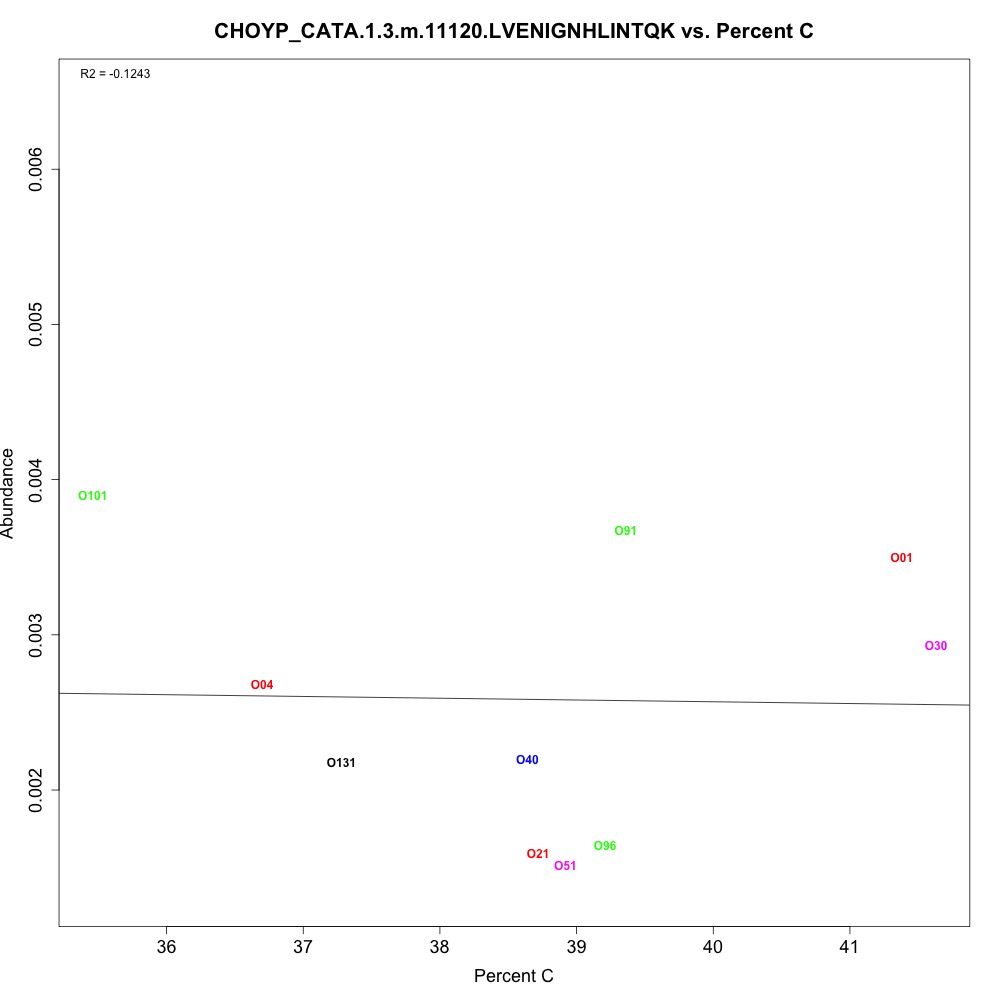 CHOYP_CATA.1.3.m.11120.LVENIGNHLINTQK vs. Percent C
R2 = -0.1243
0.006
0.005
0.004
0.003
0.002
Abundance
O101
O91
O01
O30
O04
O131
O40
O21
O51
O96
36 37 38 39 40 41
Percent C